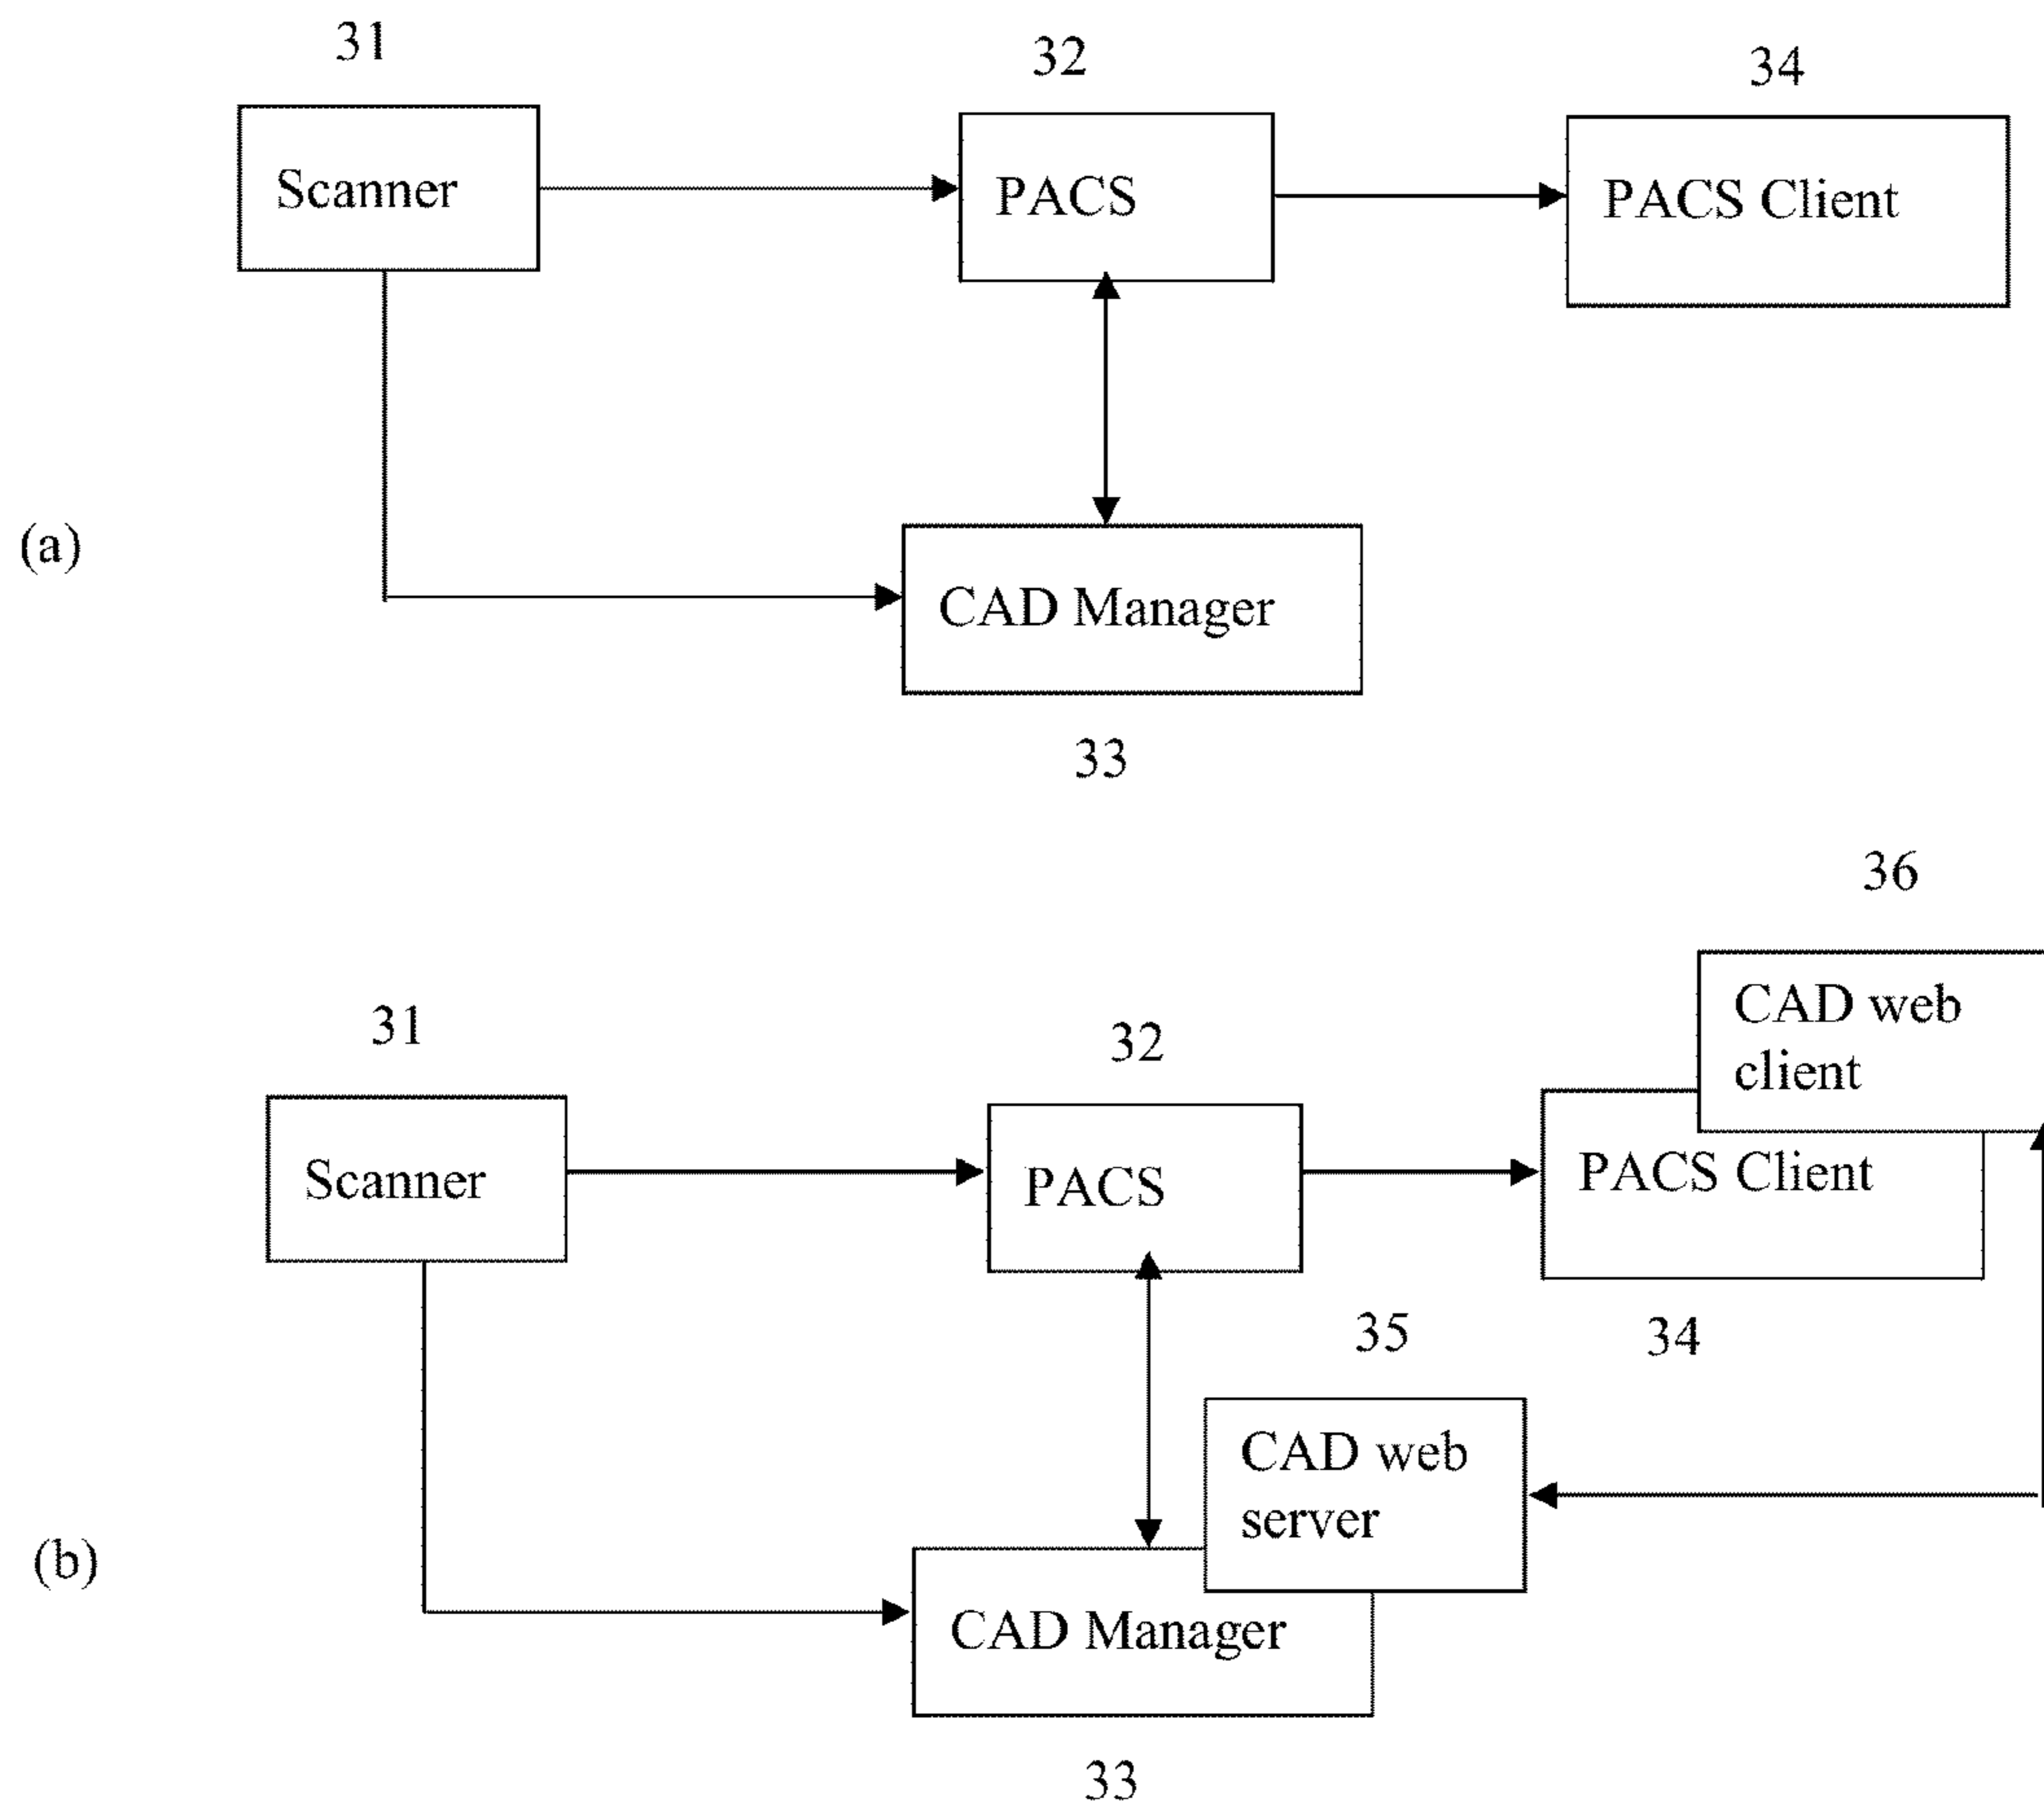 31
32
34
Scanner
PACS
PACS Client
(a)
CAD Manager
33
36
CAD web
client
31
32
Scanner
PACS
PACS Client
35
34
CAD web
server
(b)
CAD Manager
33